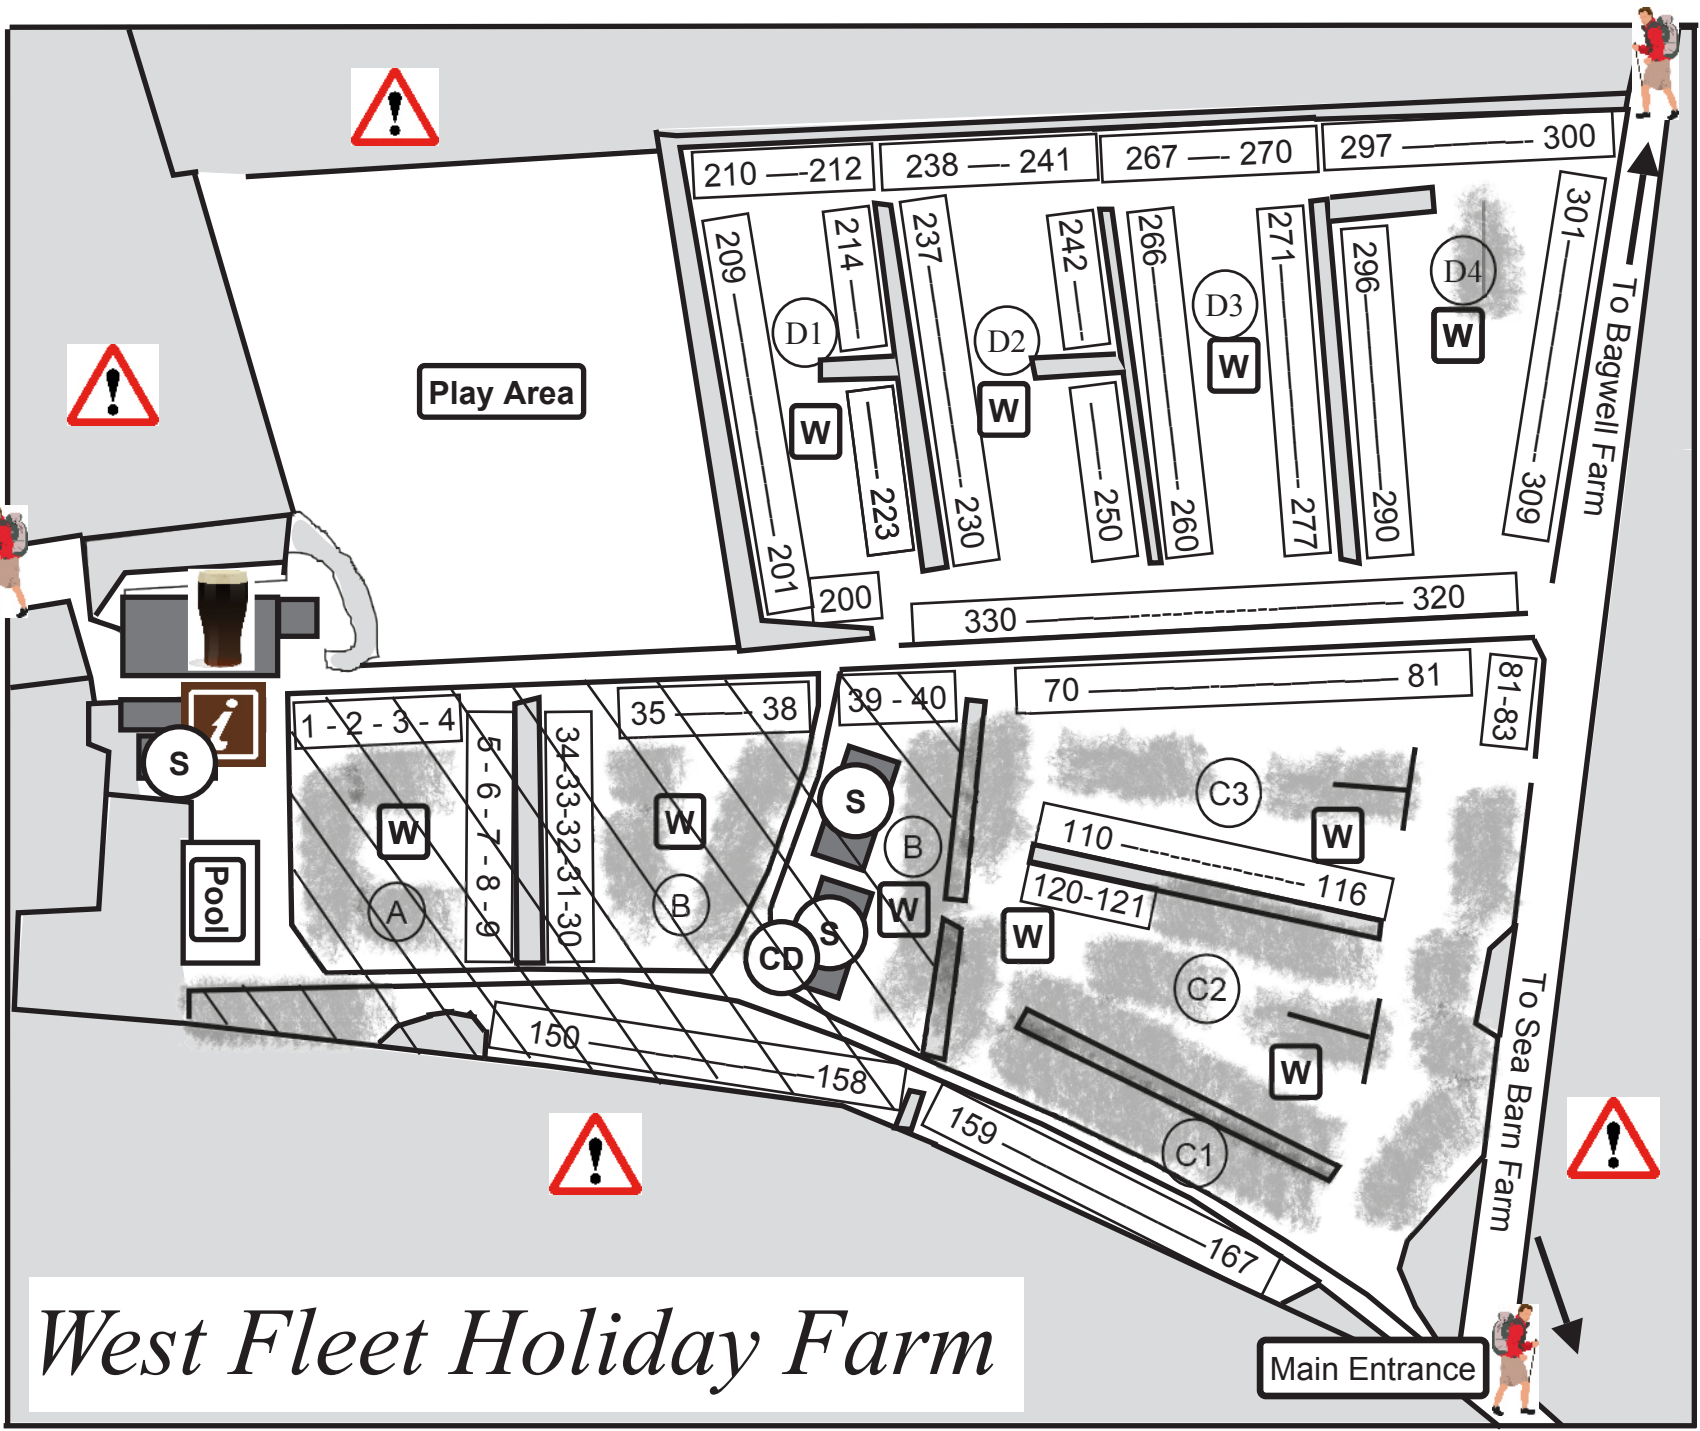 210 —-212
238 —- 241
267 —- 270
297 ———- 300
301 —— 309
209 —— 201
214 —
— 223
237 —— 230
242 —
— 250
266 —— 260
271 —— 277
296 —— 290
D1
W
D2
W
D3
W
D4
W
To Bagwell Farm
Play Area
200
330 ------------ 320
i
S
Pool
1 - 2 - 3 - 4
5 - 6 - 7 - 8 - 9
34-33-32-31-30
35 —— 38
39 - 40
70 ———— 81
81-83
W
A
W
B
S
B
W
S
CD
C3
W
110 ------------ 116
120-121
W
C2
W
C1
150 ———— 158
159 ———— 167
To Sea Barn Farm
West Fleet Holiday Farm
Main Entrance